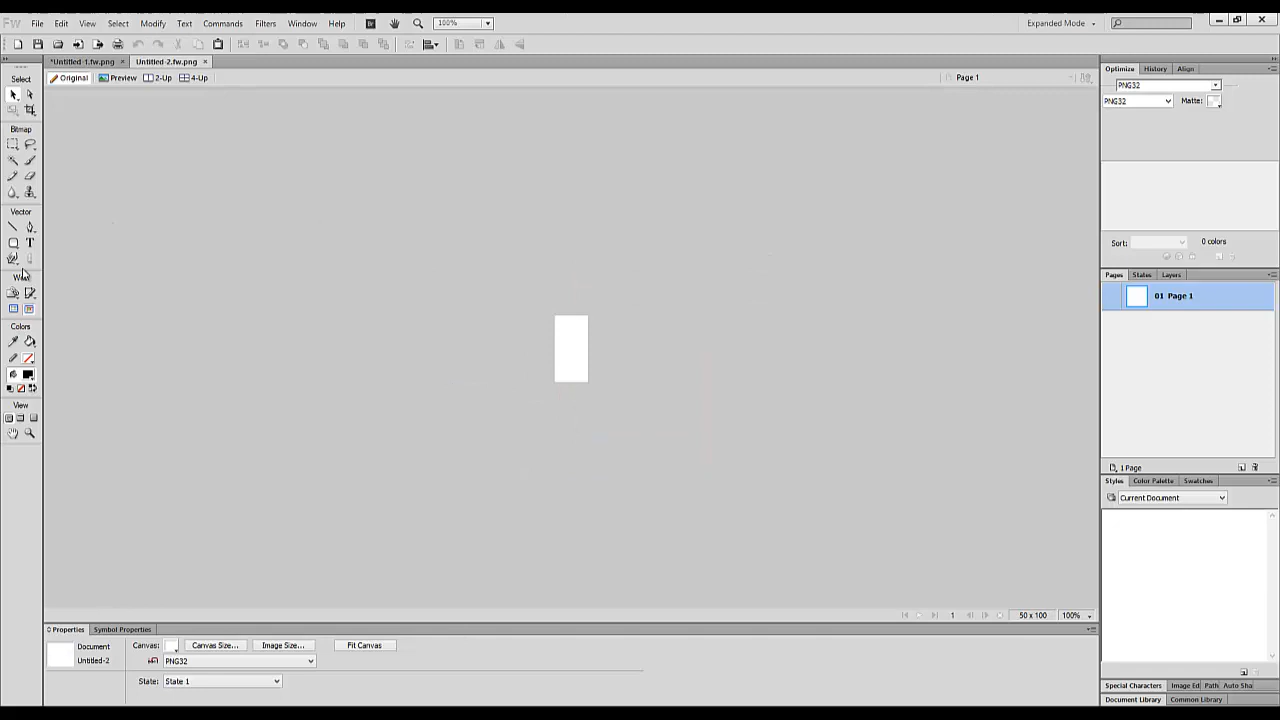 Fw File Edit View Select Modify Text Commands Filters Window Help Br 100% Expanded Mode
*Untitled-1.fw.png × Untitled-2.fw.png ×
Original Preview 2-Up 4-Up Page 1
Select
Bitmap
Vector
T
Web
Colors
View
Optimize History Align
PNG32
PNG32 Matte:
Sort: 0 colors
Pages States Layers
01 Page 1
1 Page
Styles Color Palette Swatches
Current Document
1 50 x 100 100%
Properties Symbol Properties
Document Canvas: Canvas Size... Image Size... Fit Canvas
Untitled-2 PNG32
State: State 1
Special Characters Image Ed Path Auto Sha
Document Library Common Library